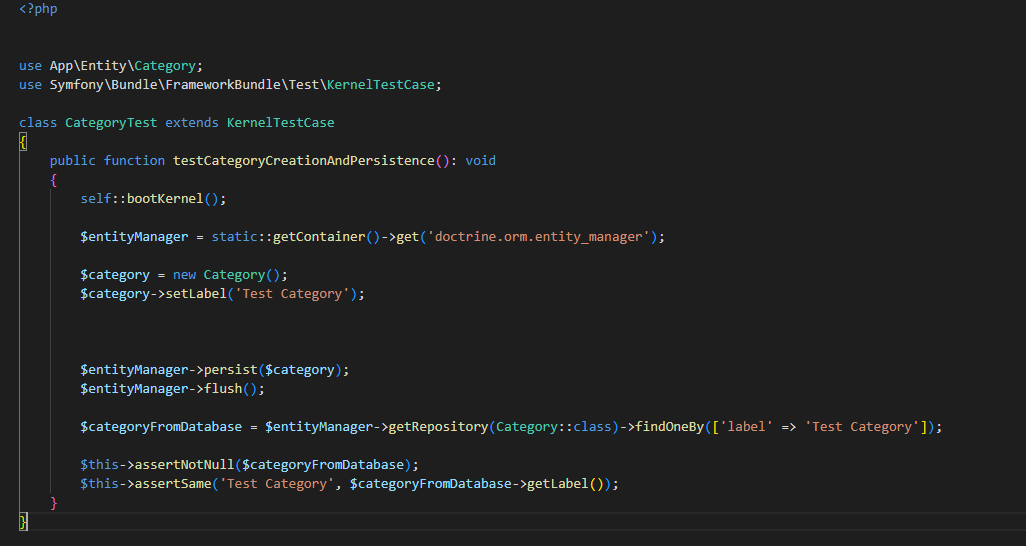 <?php
use App\Entity\Category;
use Symfony\Bundle\FrameworkBundle\Test\KernelTestCase;
class CategoryTest extends KernelTestCase
{
public function testCategoryCreationAndPersistence(): void
{
self::bootKernel();
$entityManager = static::getContainer()->get('doctrine.orm.entity_manager');
$category = new Category();
$category->setLabel('Test Category');
$entityManager->persist($category);
$entityManager->flush();
$categoryFromDatabase = $entityManager->getRepository(Category::class)->findOneBy(['label' => 'Test Category']);
$this->assertNotNull($categoryFromDatabase);
$this->assertSame('Test Category', $categoryFromDatabase->getLabel());
}
}